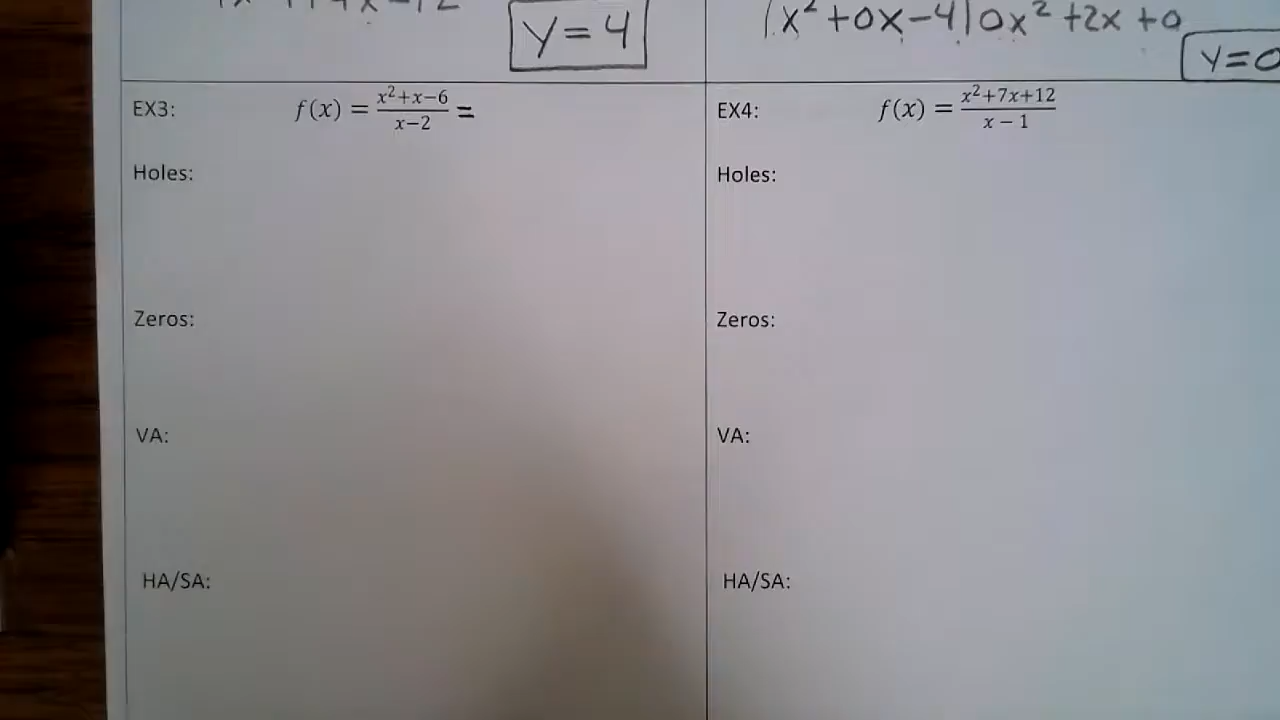 y = 4
x² + 0x - 4 | 0x² + 2x + 0
y = 0
EX3: f(x) = x²+x−6 / x−2 =
Holes:
Zeros:
VA:
HA/SA:
EX4: f(x) = x²+7x+12 / x − 1
Holes:
Zeros:
VA:
HA/SA: